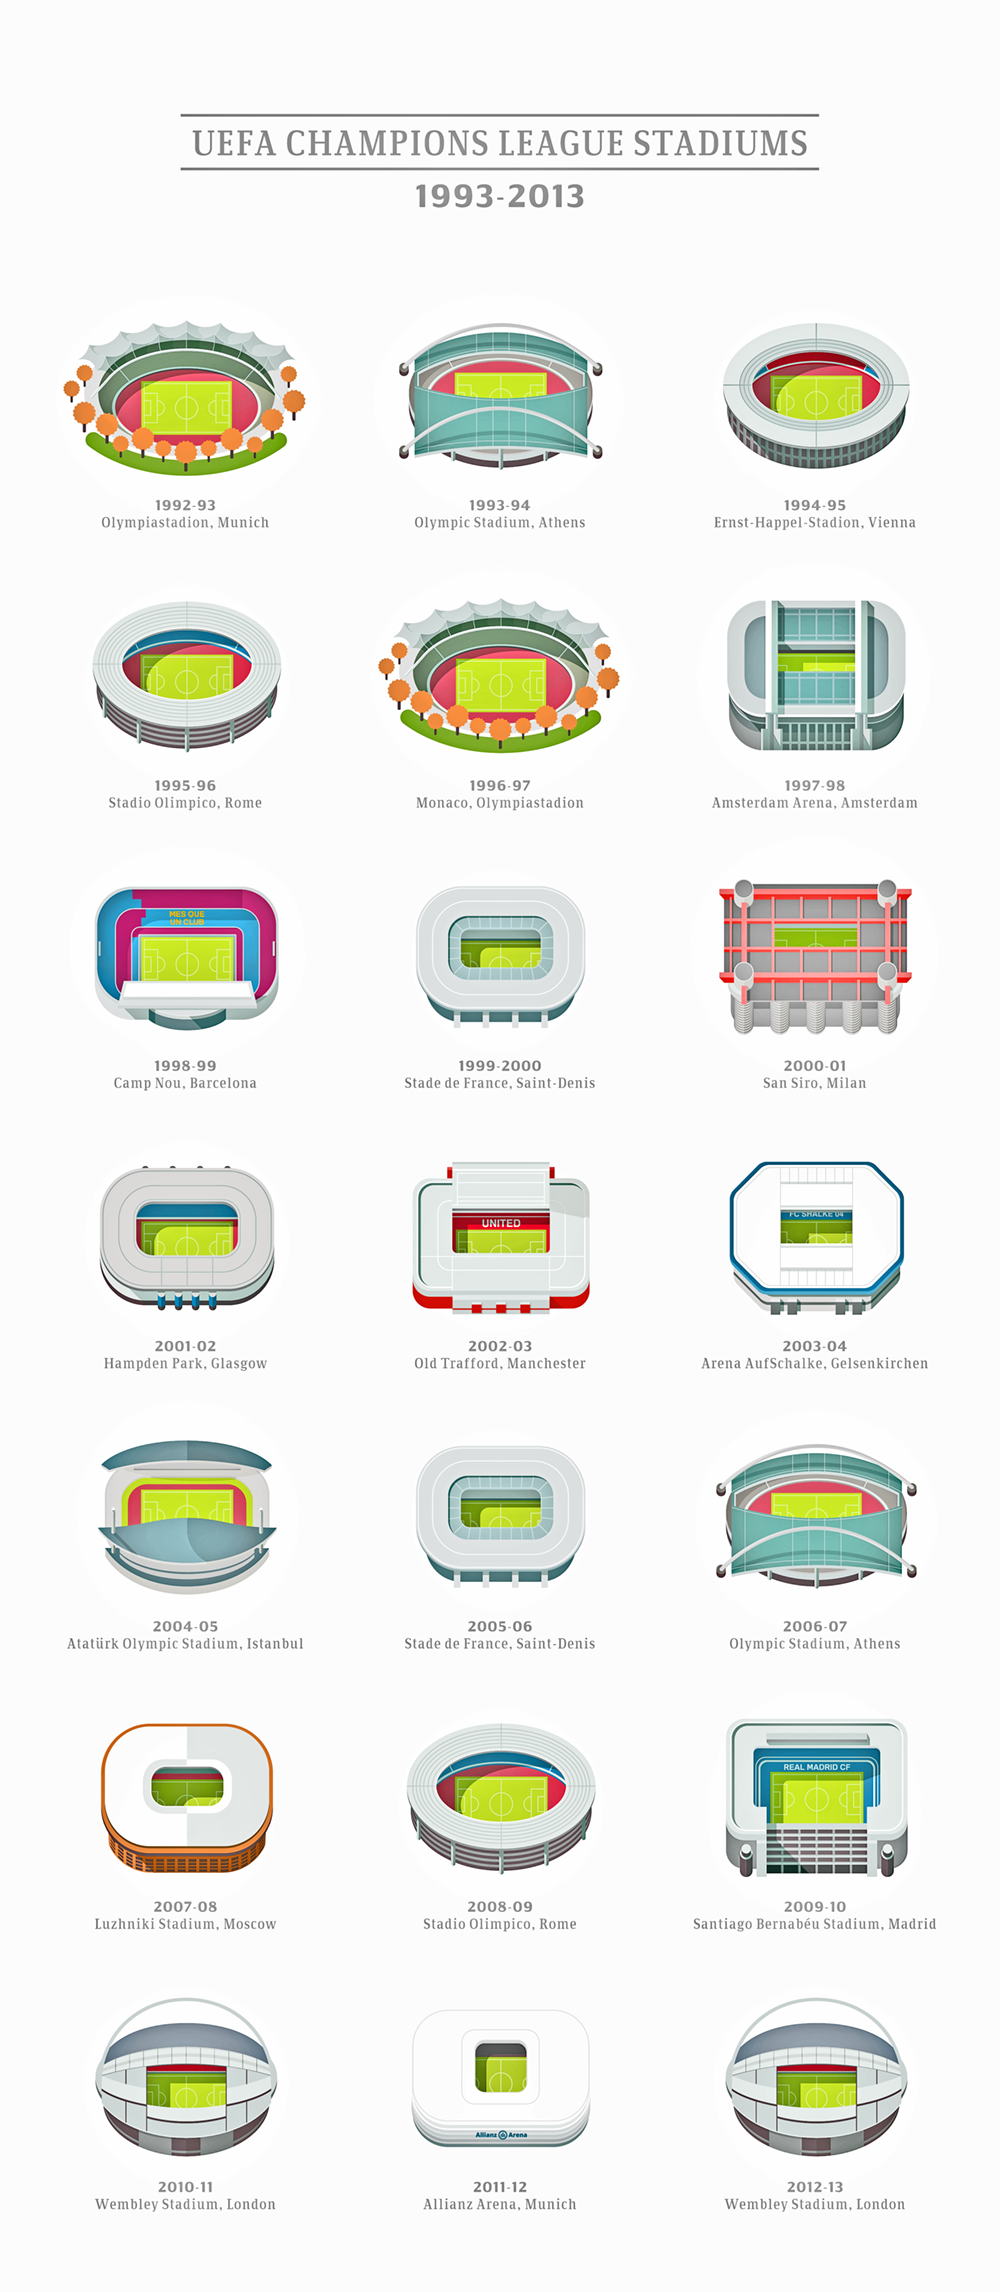 UEFA CHAMPIONS LEAGUE STADIUMS
1993-2013
1992-93
Olympiastadion, Munich
1993-94
Olympic Stadium, Athens
1994-95
Ernst-Happel-Stadion, Vienna
1995-96
Stadio Olimpico, Rome
1996-97
Monaco, Olympiastadion
1997-98
Amsterdam Arena, Amsterdam
MES QUE
UN CLUB
1998-99
Camp Nou, Barcelona
1999-2000
Stade de France, Saint-Denis
2000-01
San Siro, Milan
2001-02
Hampden Park, Glasgow
UNITED
2002-03
Old Trafford, Manchester
FC SHALKE 04
2003-04
Arena AufSchalke, Gelsenkirchen
2004-05
Atatürk Olympic Stadium, Istanbul
2005-06
Stade de France, Saint-Denis
2006-07
Olympic Stadium, Athens
2007-08
Luzhniki Stadium, Moscow
2008-09
Stadio Olimpico, Rome
REAL MADRID CF
2009-10
Santiago Bernabéu Stadium, Madrid
2010-11
Wembley Stadium, London
Allianz Arena
2011-12
Allianz Arena, Munich
2012-13
Wembley Stadium, London